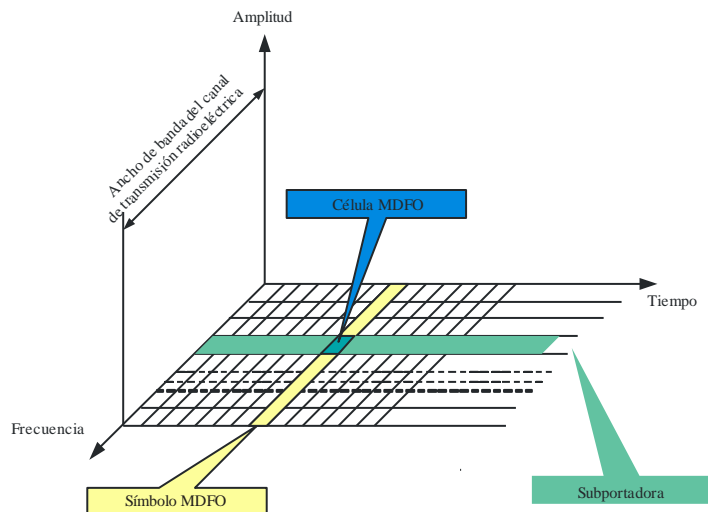 Amplitud
Ancho de banda del canal
de transmisión radioeléctrica
Célula MDFO
Tiempo
Frecuencia
Símbolo MDFO
Subportadora